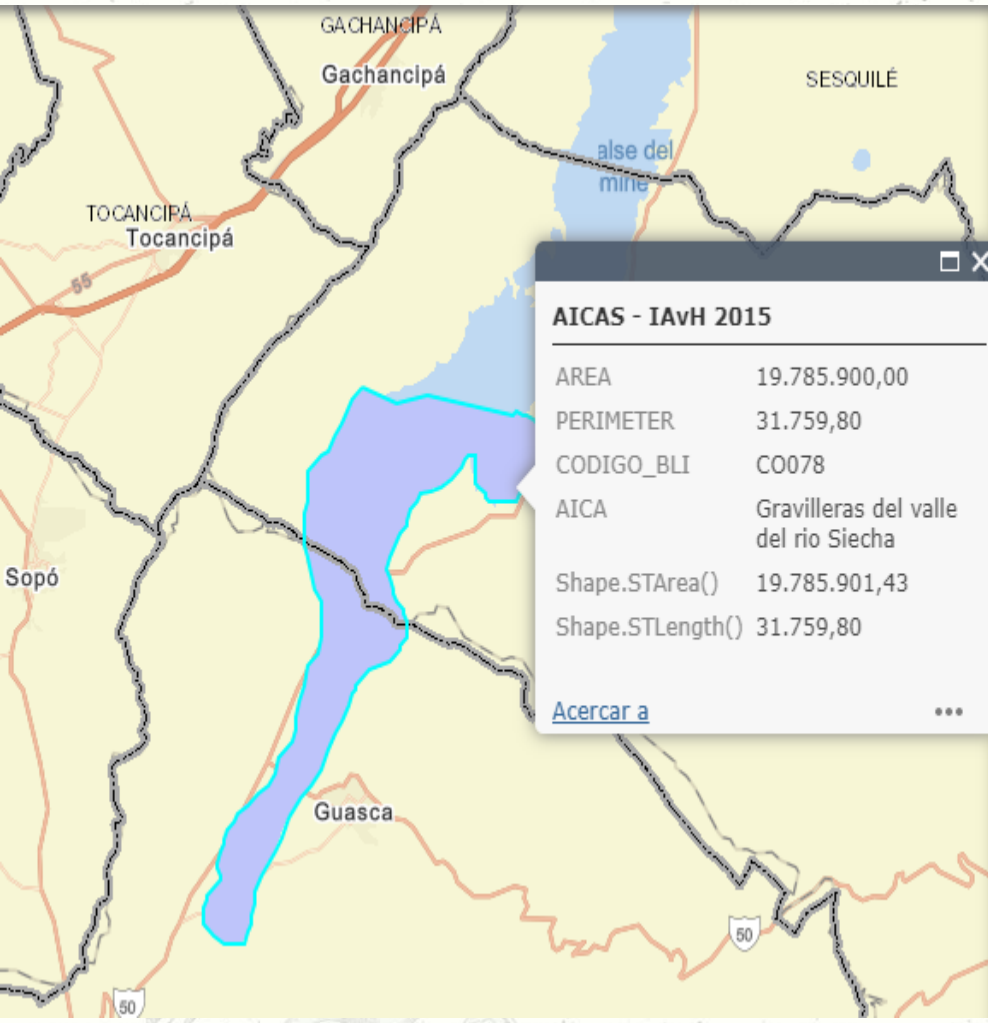 GACHANCIPÁ
Gachancipá
SESQUILÉ
alse del
mine
TOCANCIPÁ
Tocancipá
55
AICAS - IAvH 2015
AREA 19.785.900,00
PERIMETER 31.759,80
CODIGO_BLI CO078
AICA Gravilleras del valle
del rio Siecha
Shape.STArea() 19.785.901,43
Shape.STLength() 31.759,80
Acercar a
Sopó
Guasca
50
50